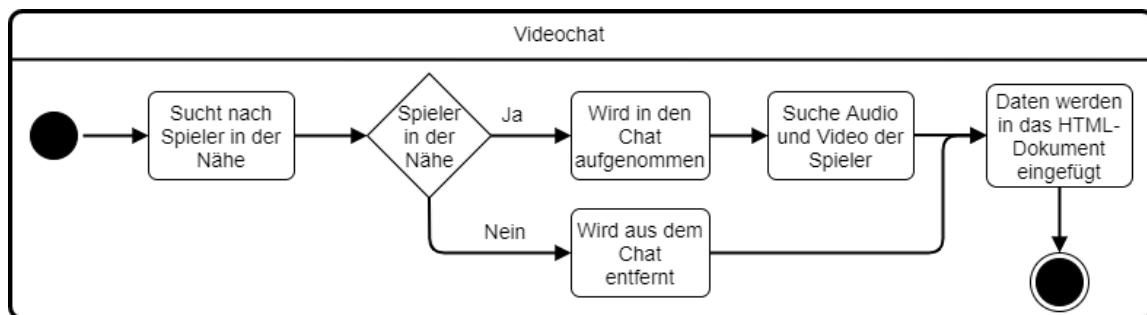 Videochat
Sucht nach
Spieler in der
Nähe
Spieler
in der
Nähe
Ja
Wird in den
Chat
aufgenommen
Suche Audio
und Video der
Spieler
Daten werden
in das HTML-
Dokument
eingefügt
Nein
Wird aus dem
Chat
entfernt